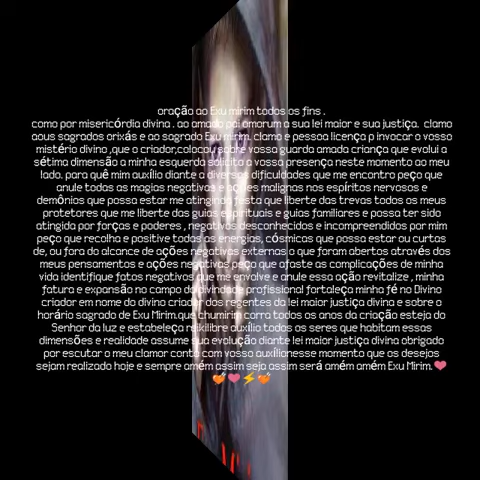 oração ao Exu mirim todos os fins .
como por misericórdia divina . ao amado pai omorum a sua lei maior e sua justiça. clamo
aous sagrados orixás e ao sagrado Exu mirim. clamo e pessoa licença p invocar o vosso
mistério divino ,que o criador,colocou sobre vossa guarda amada criança que evalui a
sétima dimensão a minha esquerda solicito o vossa presença neste momento ao meu
lado. para quê mim auxílio diante a diversas dificuldades que me encontro peço que
anule todas as magias negativas e ações malignas nos espíritos nervosos e
demônios que possa estar me atingindo festa que liberte das trevas todos os meus
protetores que me liberte das guias espirituais e guias familiares e possa ter sido
atingida por forças e poderes , negativas desconhecidos e incompreendidos por mim
peço que recolha e positive todas as energias, cósmicas que possa estar ou curtas
de, ou fora do alcance de ações negativas externas a que foram abertos através dos
meus pensamentos e ações negativas peço que afaste as complicações de minha
vida identifique fatos negativos que me envolve e anule essa ação revitalize , minha
fatura e expansão no campo da divindade profissional fortaleça minha fé no Divino
criador em nome do divino criador dos regentes da lei maior justiça divina e sobre o
horário sagrado de Exu Mirim.que chumirim corra todos os anos da criação esteja do
Senhor da luz e estabeleça reikilibre auxílio todos os seres que habitam essas
dimensões e realidade assume sua evolução diante lei maior justiça divina obrigado
por escutar o meu clamor conto com vosso auxílionesse momento que os desejos
sejam realizado hoje e sempre amém assim seja assim será amém amém Exu Mirim.